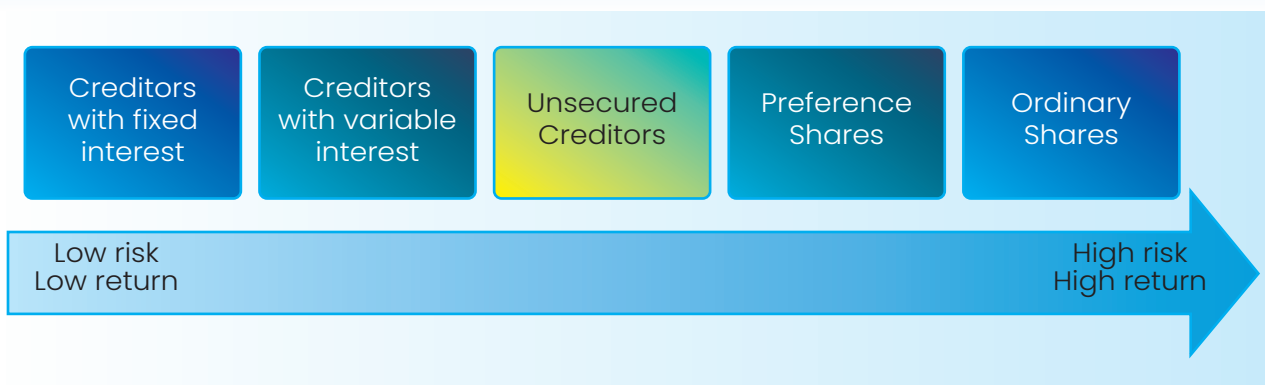 Creditors
with fixed
interest
Creditors
with variable
interest
Unsecured
Creditors
Preference
Shares
Ordinary
Shares
Low risk
Low return
High risk
High return